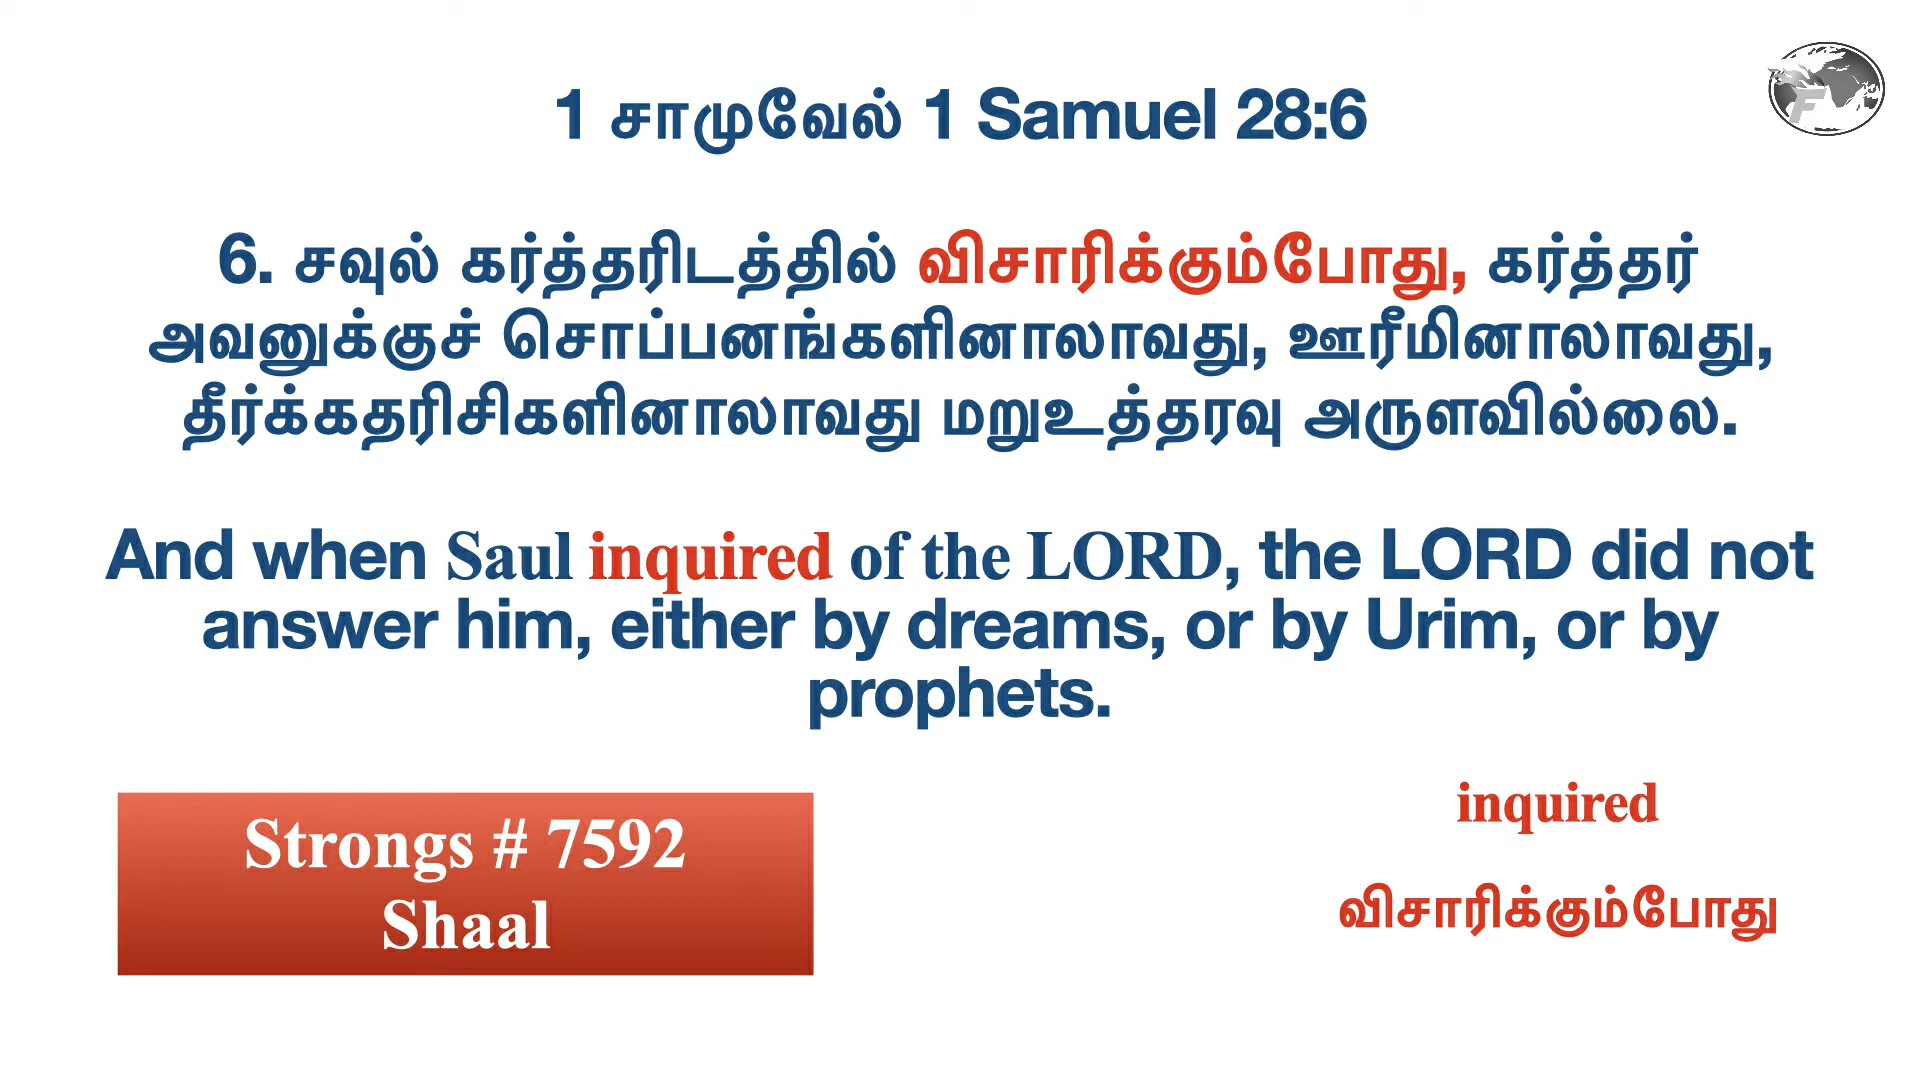 1 சாமுவேல் 1 Samuel 28:6
6. சவுல் கர்த்தரிடத்தில் விசாரிக்கும்போது, கர்த்தர்
அவனுக்குச் சொப்பனங்களினாலாவது, ஊரீமினாலாவது,
தீர்க்கதரிசிகளினாலாவது மறுஉத்தரவு அருளவில்லை.
And when Saul inquired of the LORD, the LORD did not
answer him, either by dreams, or by Urim, or by
prophets.
Strongs # 7592
Shaal
inquired
விசாரிக்கும்போது
F